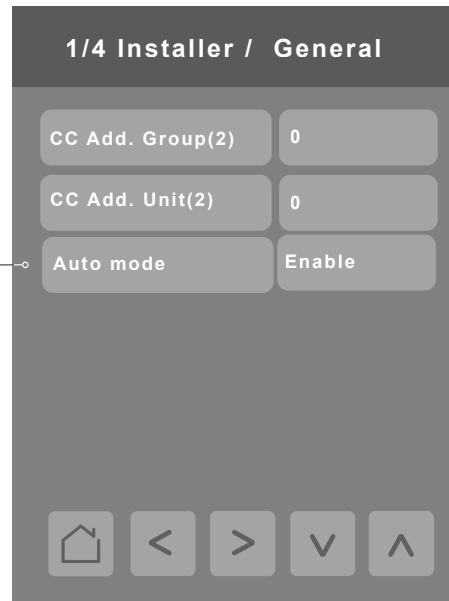 1/4 Installer / General
CC Add. Group(2) 0
CC Add. Unit(2) 0
Auto mode Enable
< > v ʌ